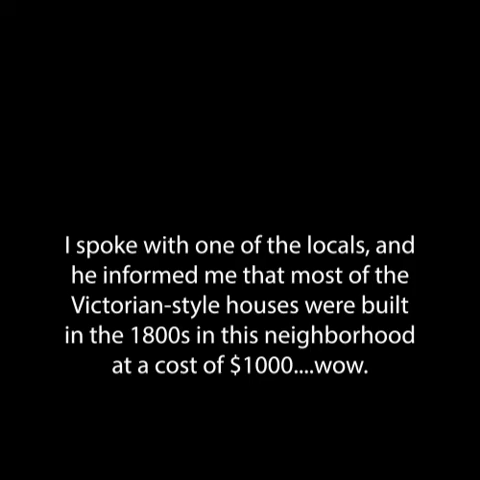 I spoke with one of the locals, and
he informed me that most of the
Victorian-style houses were built
in the 1800s in this neighborhood
at a cost of $1000....wow.